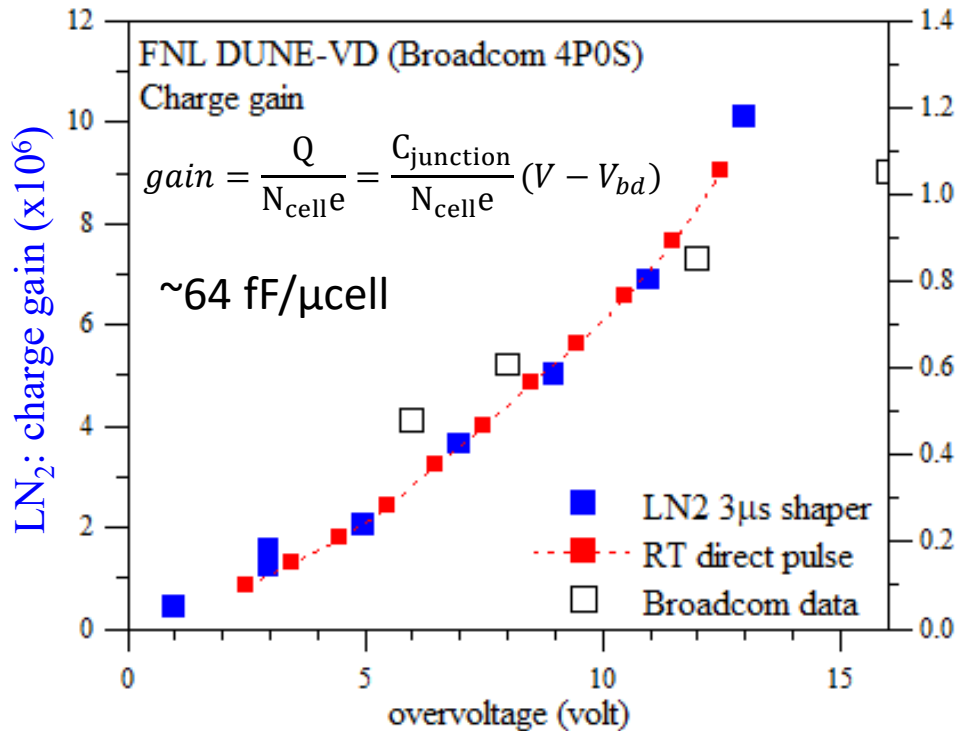 FNL DUNE-VD (Broadcom 4P0S)
Charge gain
gain = Q / (N_cell e) = C_junction / (N_cell e) (V − V_bd)
~64 fF/μcell
LN2 3μs shaper
RT direct pulse
Broadcom data
LN₂: charge gain (x10⁶)
12
10
8
6
4
2
0
1.4
1.2
1.0
0.8
0.6
0.4
0.2
0.0
0 5 10 15
overvoltage (volt)